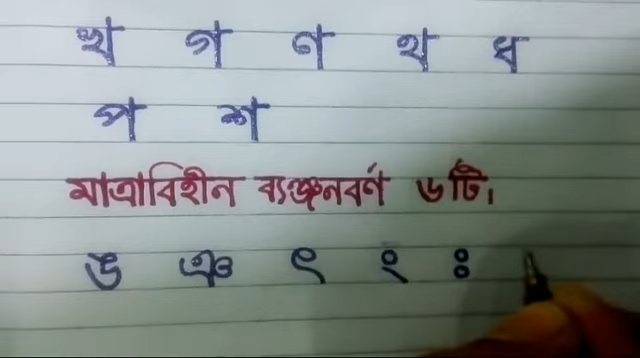 খ গ ণ থ ধ
প শ
মাত্রাবিহীন ব্যঞ্জনবর্ণ ৬টি।
ঙ ঞ ৎ ং ঃ